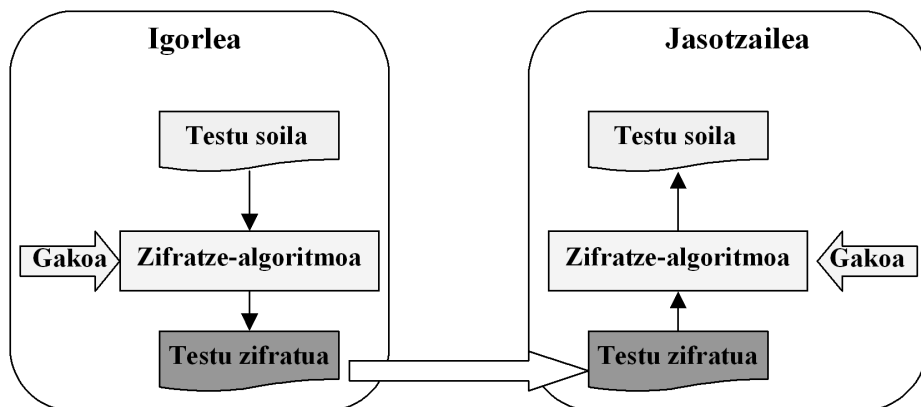 Igorlea
Jasotzailea
Testu soila
Testu soila
Gakoa
Zifratze-algoritmoa
Zifratze-algoritmoa
Gakoa
Testu zifratua
Testu zifratua